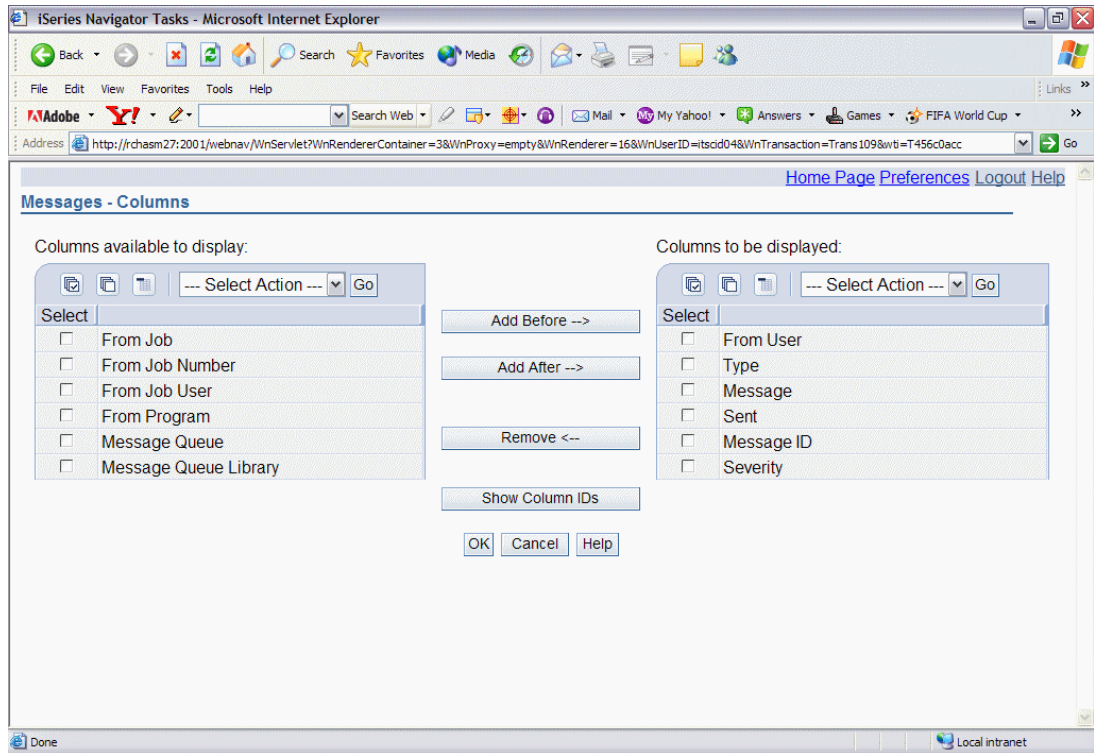 iSeries Navigator Tasks - Microsoft Internet Explorer
Back Search Favorites Media
File Edit View Favorites Tools Help Links »
Adobe Y! Search Web Mail My My Yahoo! Answers Games FIFA World Cup »
Address http://rchasm27:2001/webnav/WnServlet?WnRendererContainer=3&WnProxy=empty&WnRenderer=16&WnUserID=itscid04&WnTransaction=Trans109&wti=T456c0acc Go
Home Page Preferences Logout Help
Messages - Columns
Columns available to display:
--- Select Action --- Go
Select
From Job
From Job Number
From Job User
From Program
Message Queue
Message Queue Library
Add Before -->
Add After -->
Remove <--
Show Column IDs
OK Cancel Help
Columns to be displayed:
--- Select Action --- Go
Select
From User
Type
Message
Sent
Message ID
Severity
Done
Local intranet